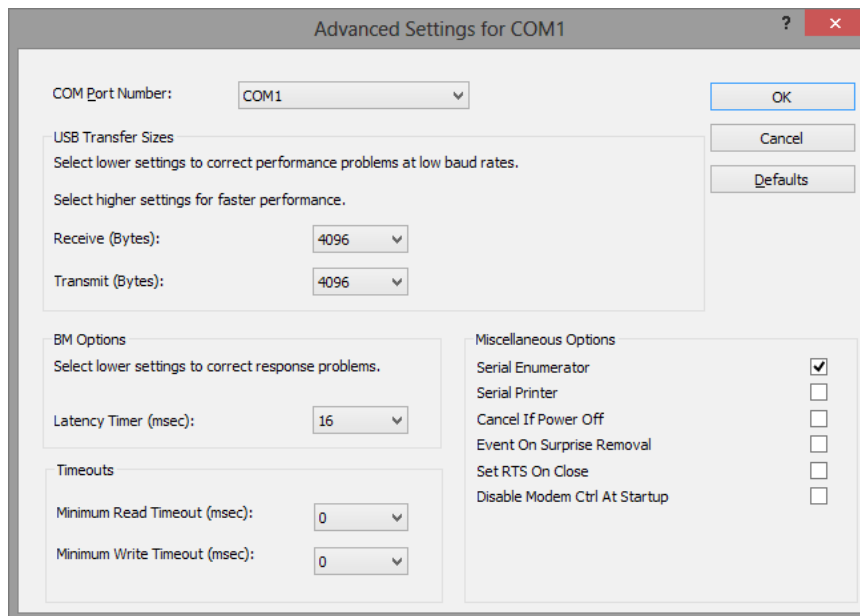 Advanced Settings for COM1
?
COM Port Number:
COM1
OK
Cancel
Defaults
USB Transfer Sizes
Select lower settings to correct performance problems at low baud rates.
Select higher settings for faster performance.
Receive (Bytes):
4096
Transmit (Bytes):
4096
BM Options
Select lower settings to correct response problems.
Latency Timer (msec):
16
Timeouts
Minimum Read Timeout (msec):
0
Minimum Write Timeout (msec):
0
Miscellaneous Options
Serial Enumerator
Serial Printer
Cancel If Power Off
Event On Surprise Removal
Set RTS On Close
Disable Modem Ctrl At Startup